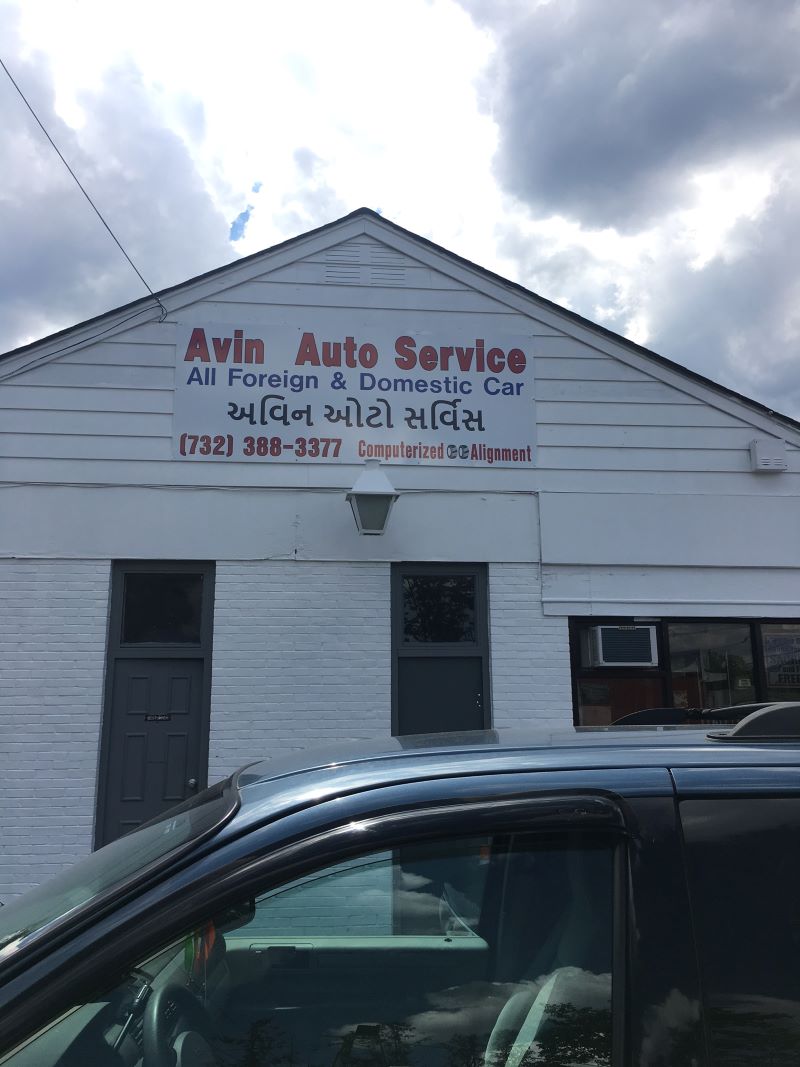 Avin Auto Service
All Foreign & Domestic Car
અવિન ઓટો સર્વિસ
(732) 388-3377 Computerized Alignment